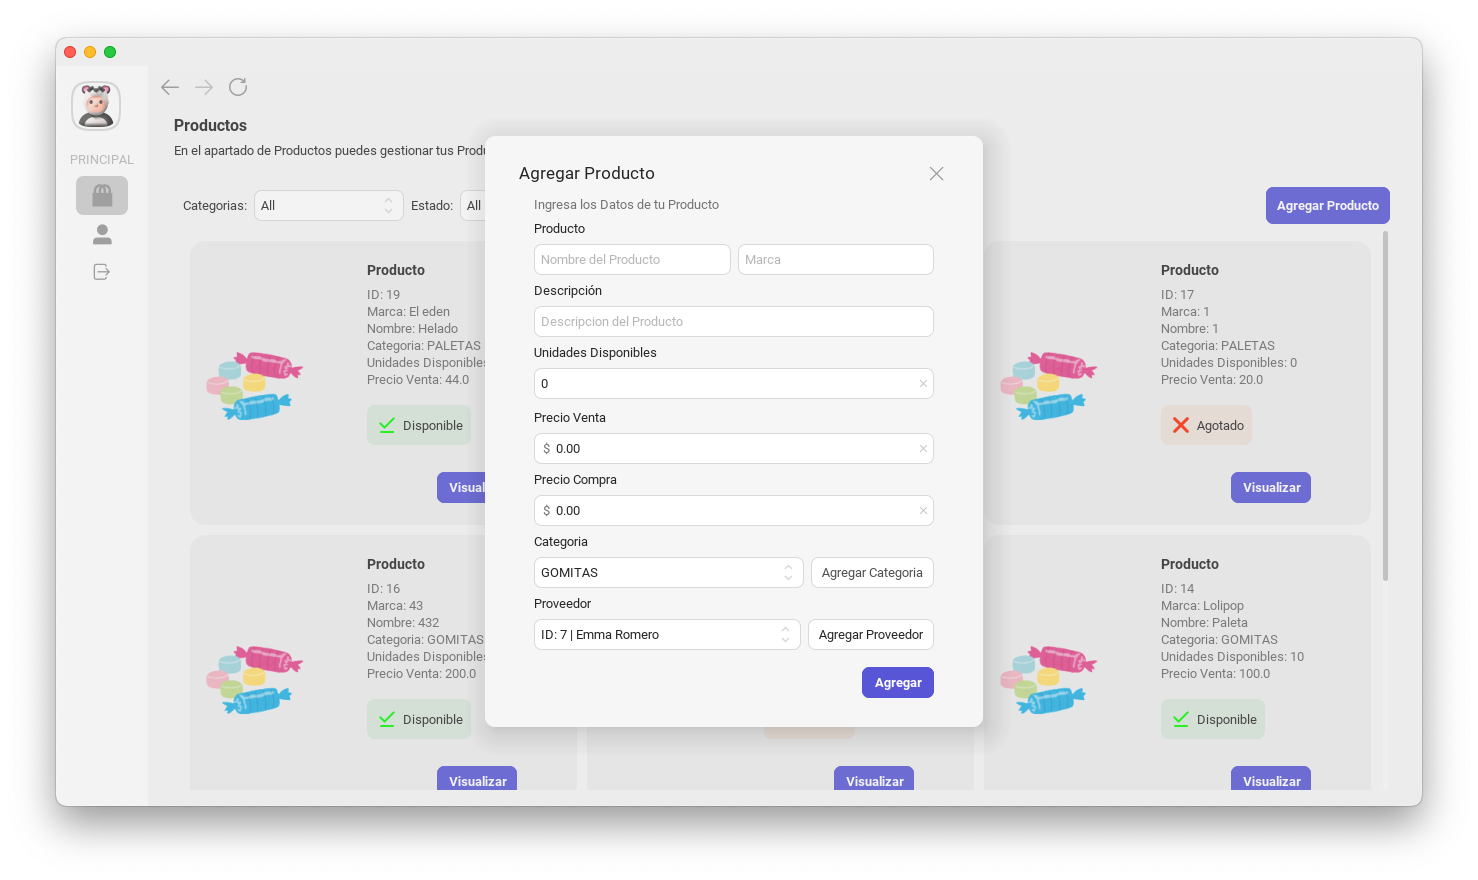 PRINCIPAL
Productos
En el apartado de Productos puedes gestionar tus
Categorias: All Estado: All
Agregar Producto
Producto
ID: 19
Marca: El eden
Nombre: Helado
Categoria: PALETAS
Unidades Disponibles
Precio Venta: 44.0
Disponible
Agregar Producto
Ingresa los Datos de tu Producto
Producto
Nombre del Producto Marca
Descripción
Descripcion del Producto
Unidades Disponibles
0
Precio Venta
$ 0.00
Precio Compra
$ 0.00
Categoria
GOMITAS Agregar Categoria
Proveedor
ID: 7 | Emma Romero Agregar Proveedor
Agregar
Producto
ID: 17
Marca: 1
Nombre: 1
Categoria: PALETAS
Unidades Disponibles: 0
Precio Venta: 20.0
Agotado
Visualizar
Producto
ID: 16
Marca: 43
Nombre: 432
Categoria: GOMITAS
Unidades Disponibles
Precio Venta: 200.0
Disponible
Visualizar
Visualizar
Producto
ID: 14
Marca: Lolipop
Nombre: Paleta
Categoria: GOMITAS
Unidades Disponibles: 10
Precio Venta: 100.0
Disponible
Visualizar